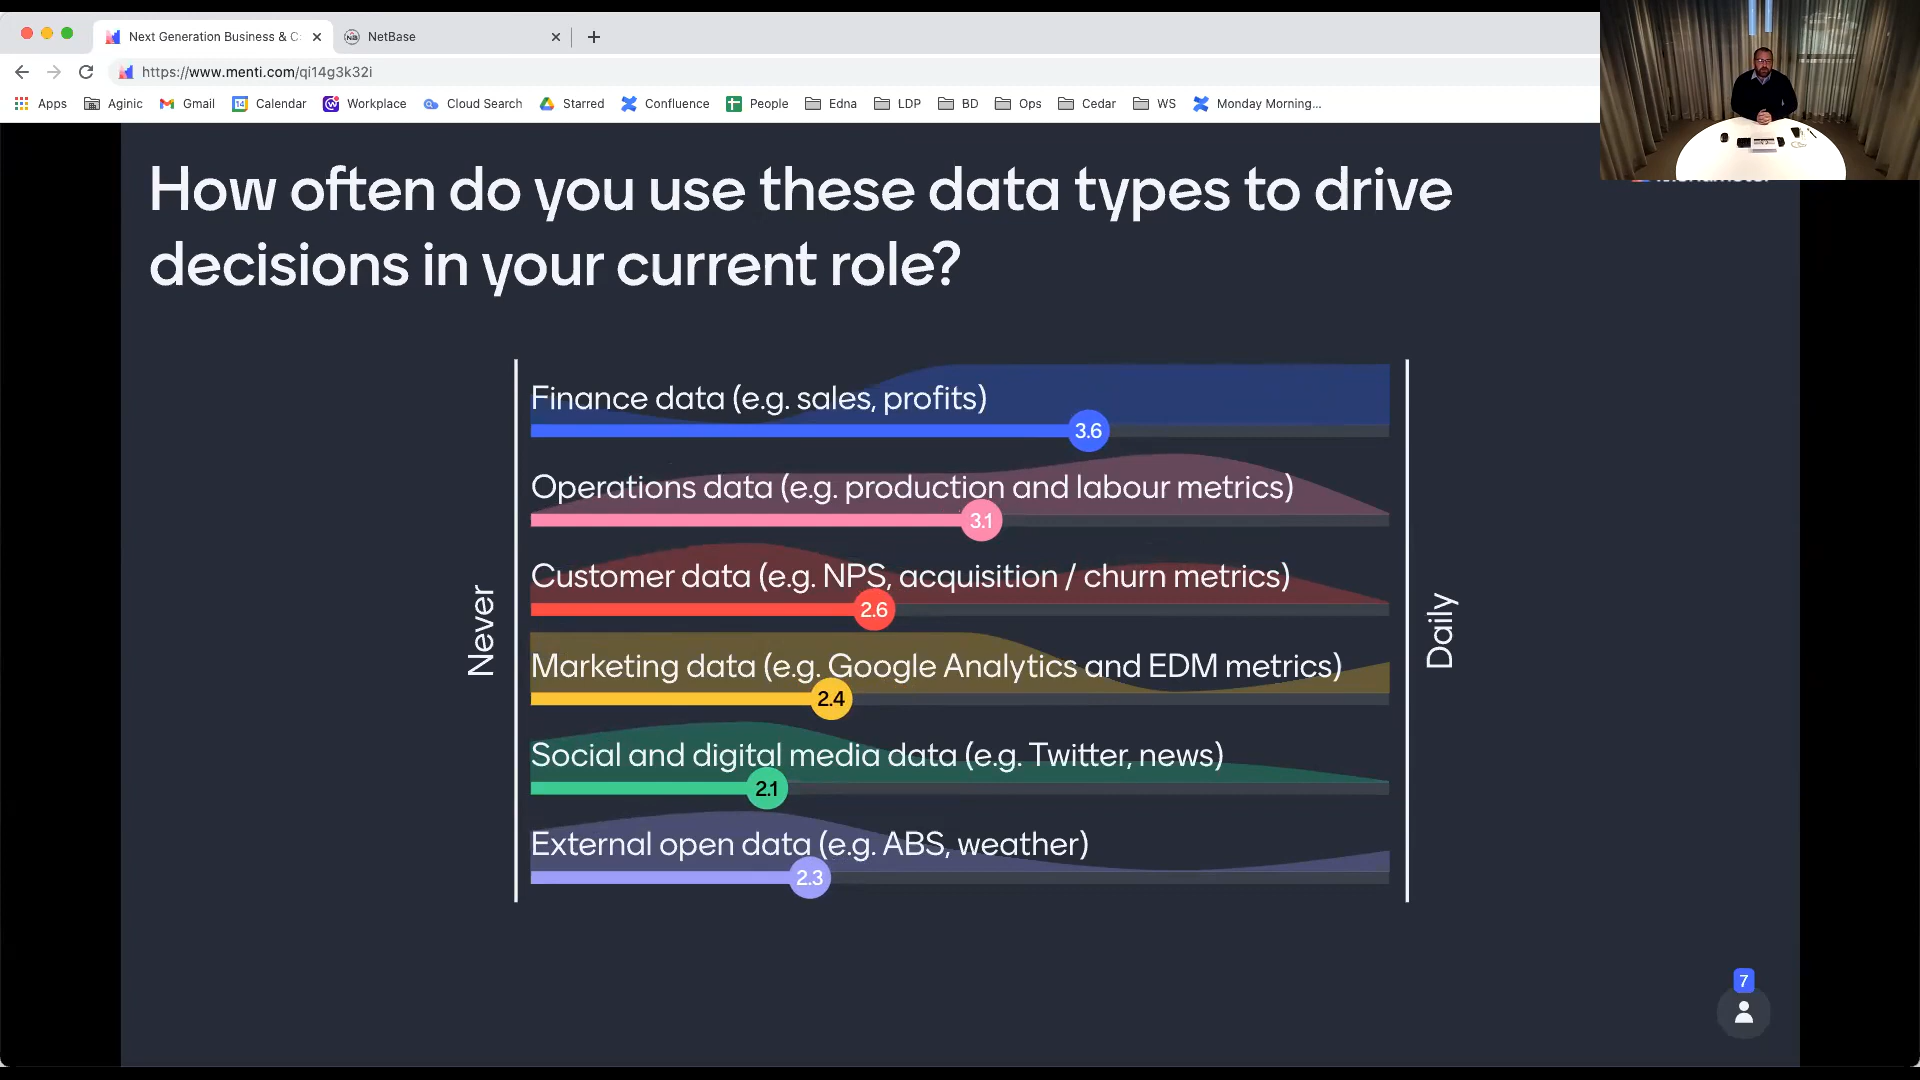 Next Generation Business & C
NetBase
https://www.menti.com/qi14g3k32i
Apps Aginic Gmail Calendar Workplace Cloud Search Starred Confluence People Edna LDP BD Ops Cedar WS Monday Morning...
How often do you use these data types to drive
decisions in your current role?
Never
Daily
Finance data (e.g. sales, profits)
3.6
Operations data (e.g. production and labour metrics)
3.1
Customer data (e.g. NPS, acquisition / churn metrics)
2.6
Marketing data (e.g. Google Analytics and EDM metrics)
2.4
Social and digital media data (e.g. Twitter, news)
2.1
External open data (e.g. ABS, weather)
2.3
7